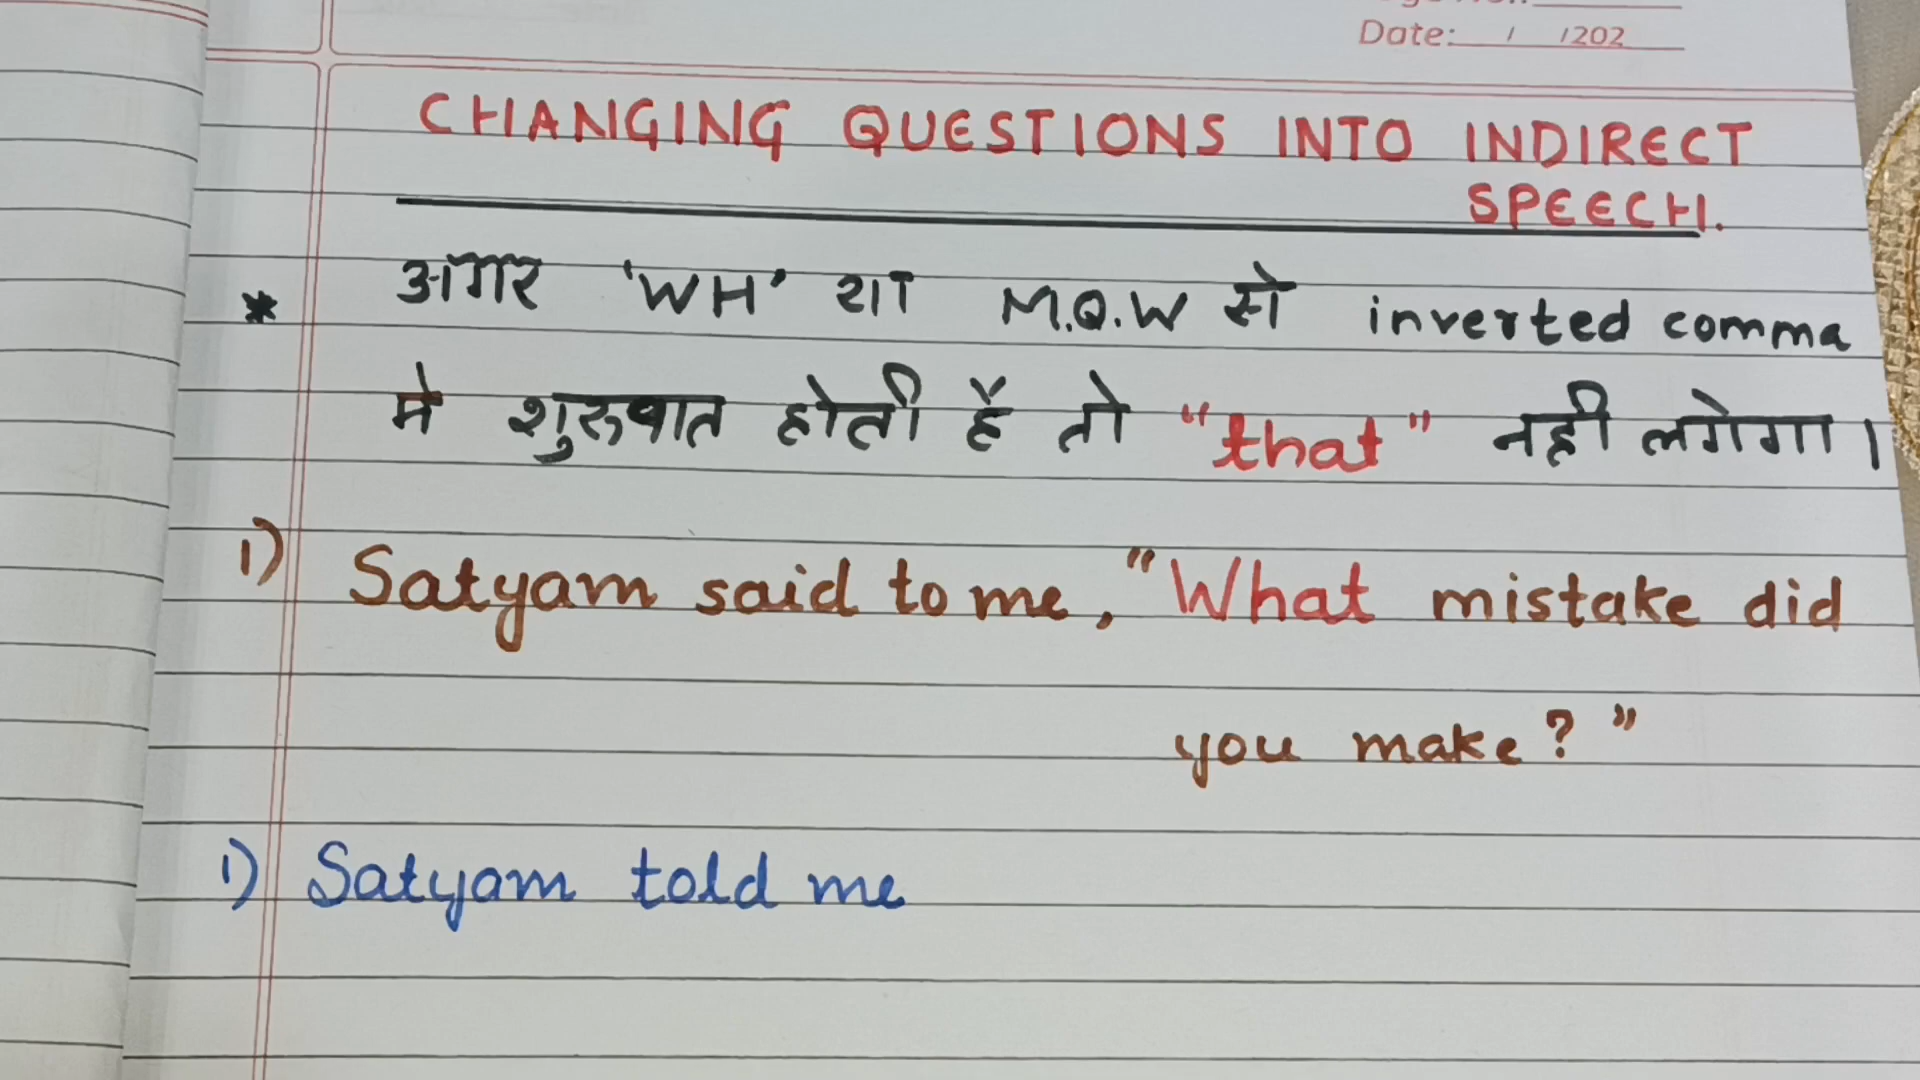 Date: / /202
CHANGING QUESTIONS INTO INDIRECT
SPEECH.
* अगर 'WH' या M.Q.W से inverted comma
मे शुरुवात होती हैं तो "that" नही लगेगा।
1) Satyam said to me, "What mistake did
you make?"
1) Satyam told me